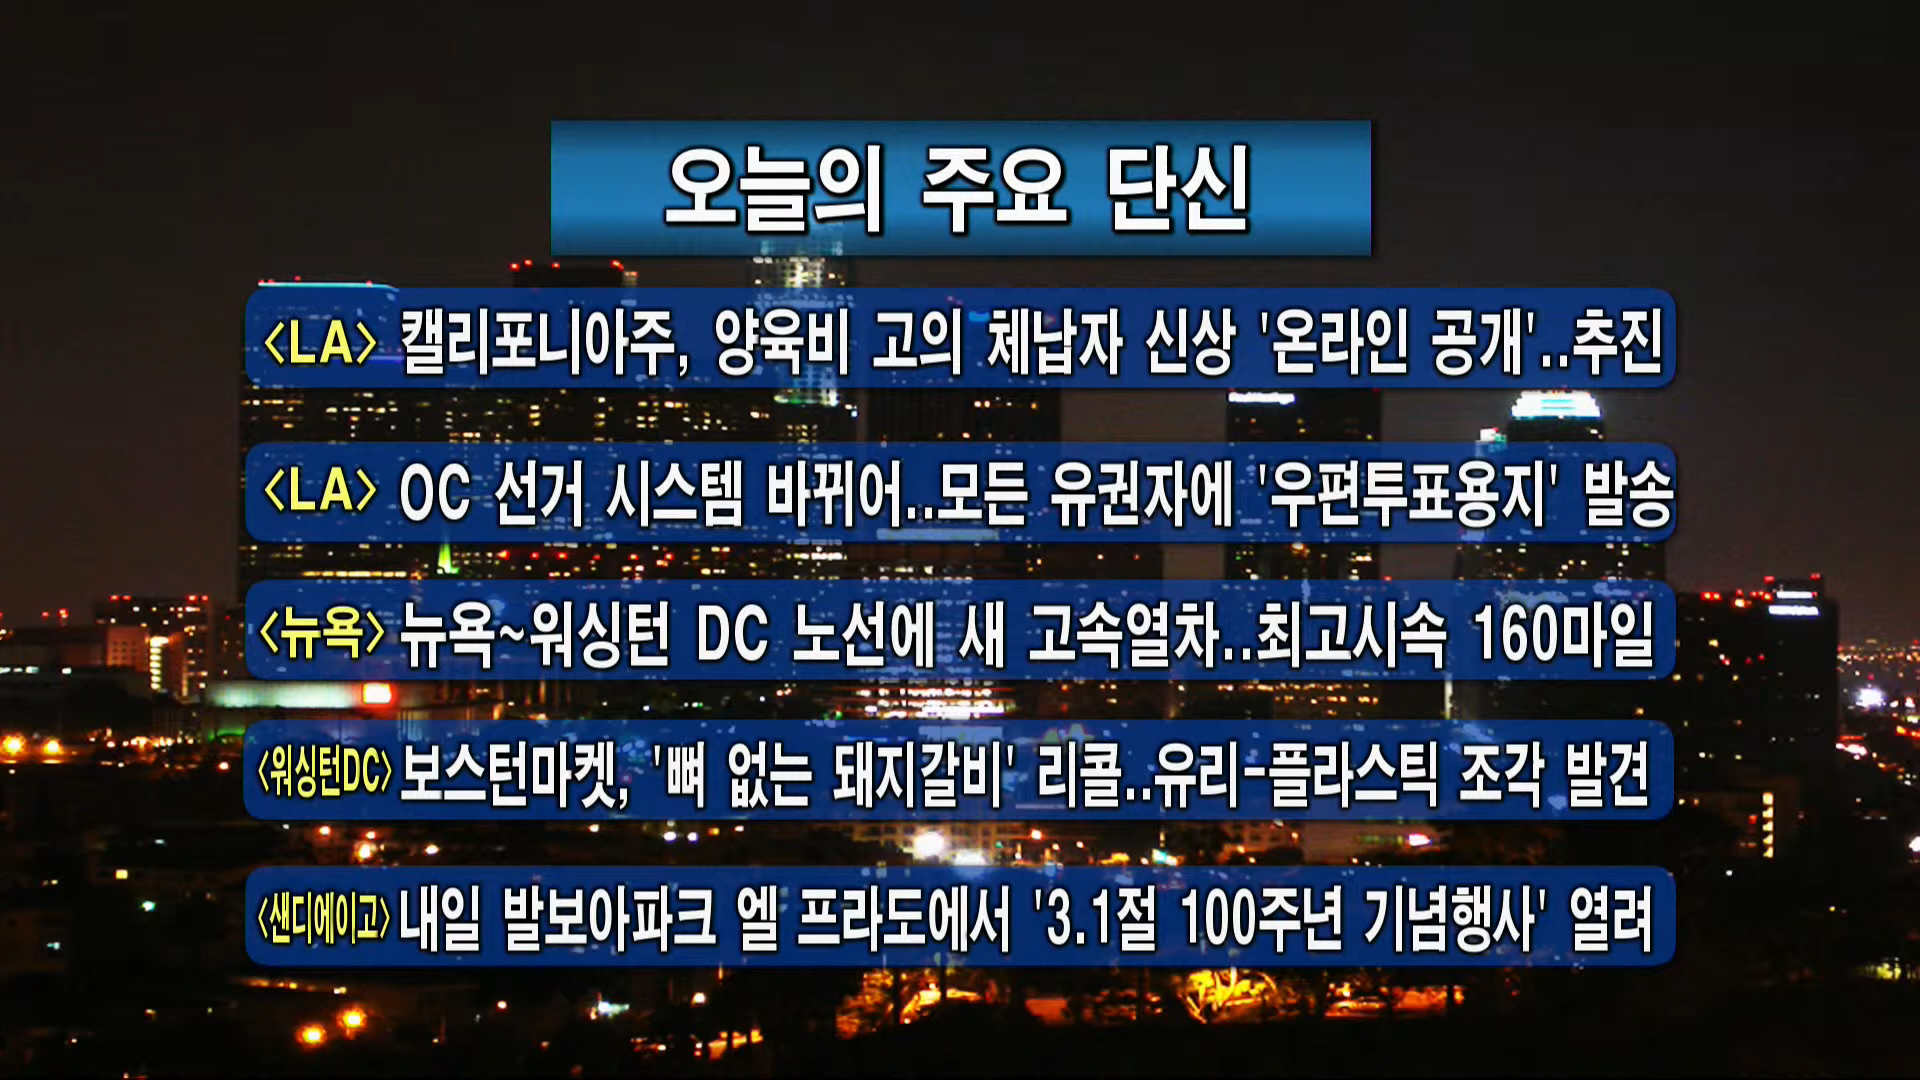 오늘의 주요 단신
<LA> 캘리포니아주, 양육비 고의 체납자 신상 '온라인 공개'..추진
<LA> OC 선거 시스템 바뀌어..모든 유권자에 '우편투표용지' 발송
<뉴욕> 뉴욕~워싱턴 DC 노선에 새 고속열차..최고시속 160마일
<워싱턴DC> 보스턴마켓, '뼈 없는 돼지갈비' 리콜..유리-플라스틱 조각 발견
<샌디에이고> 내일 발보아파크 엘 프라도에서 '3.1절 100주년 기념행사' 열려